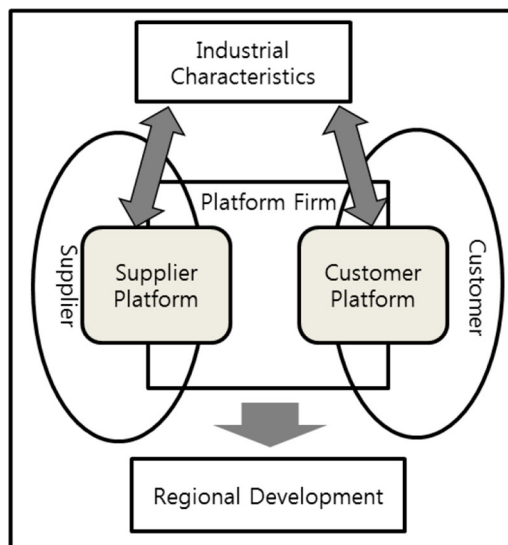 Industrial
Characteristics
Platform Firm
Supplier
Supplier
Platform
Customer
Platform
Customer
Regional Development